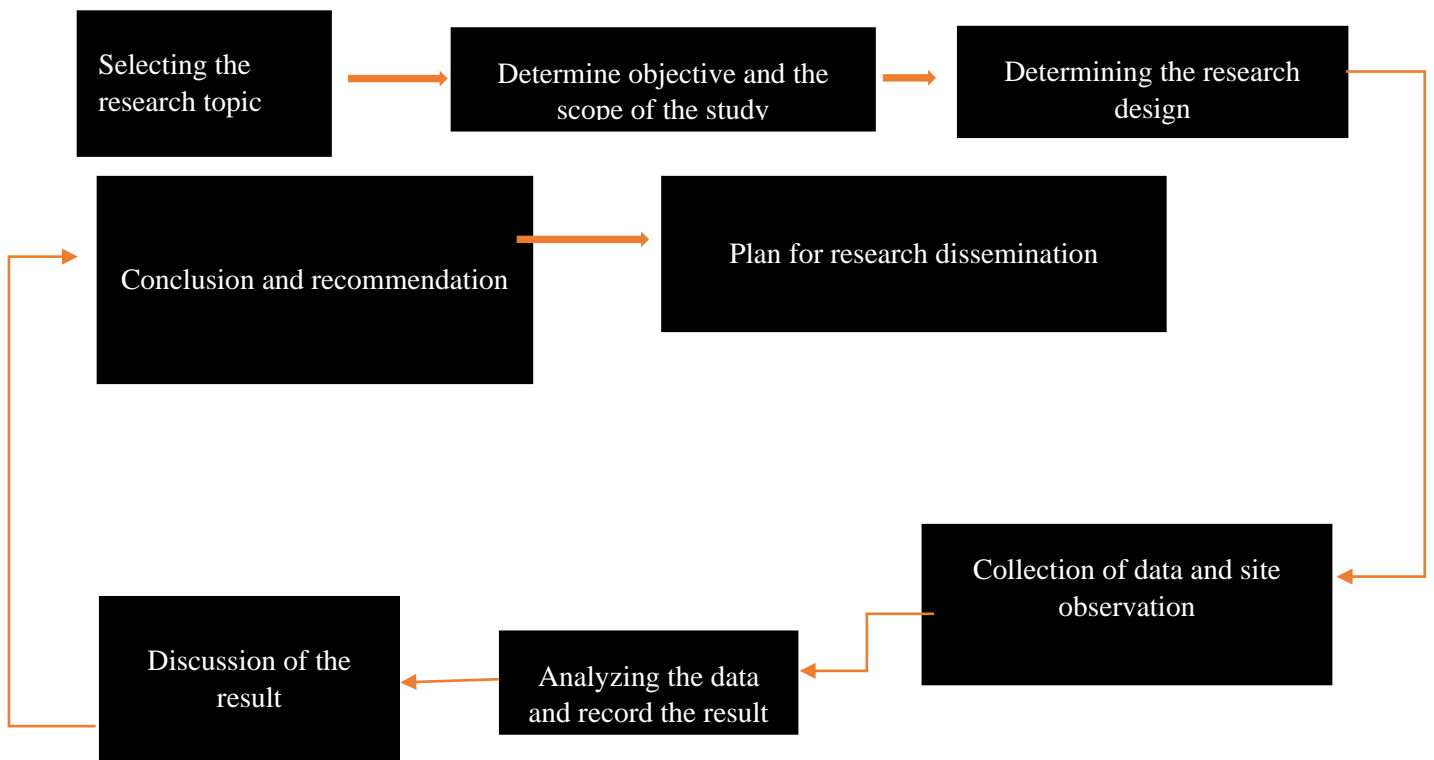 Selecting the
research topic
Determine objective and the
scope of the study
Determining the research
design
Conclusion and recommendation
Plan for research dissemination
Collection of data and site
observation
Discussion of the
result
Analyzing the data
and record the result